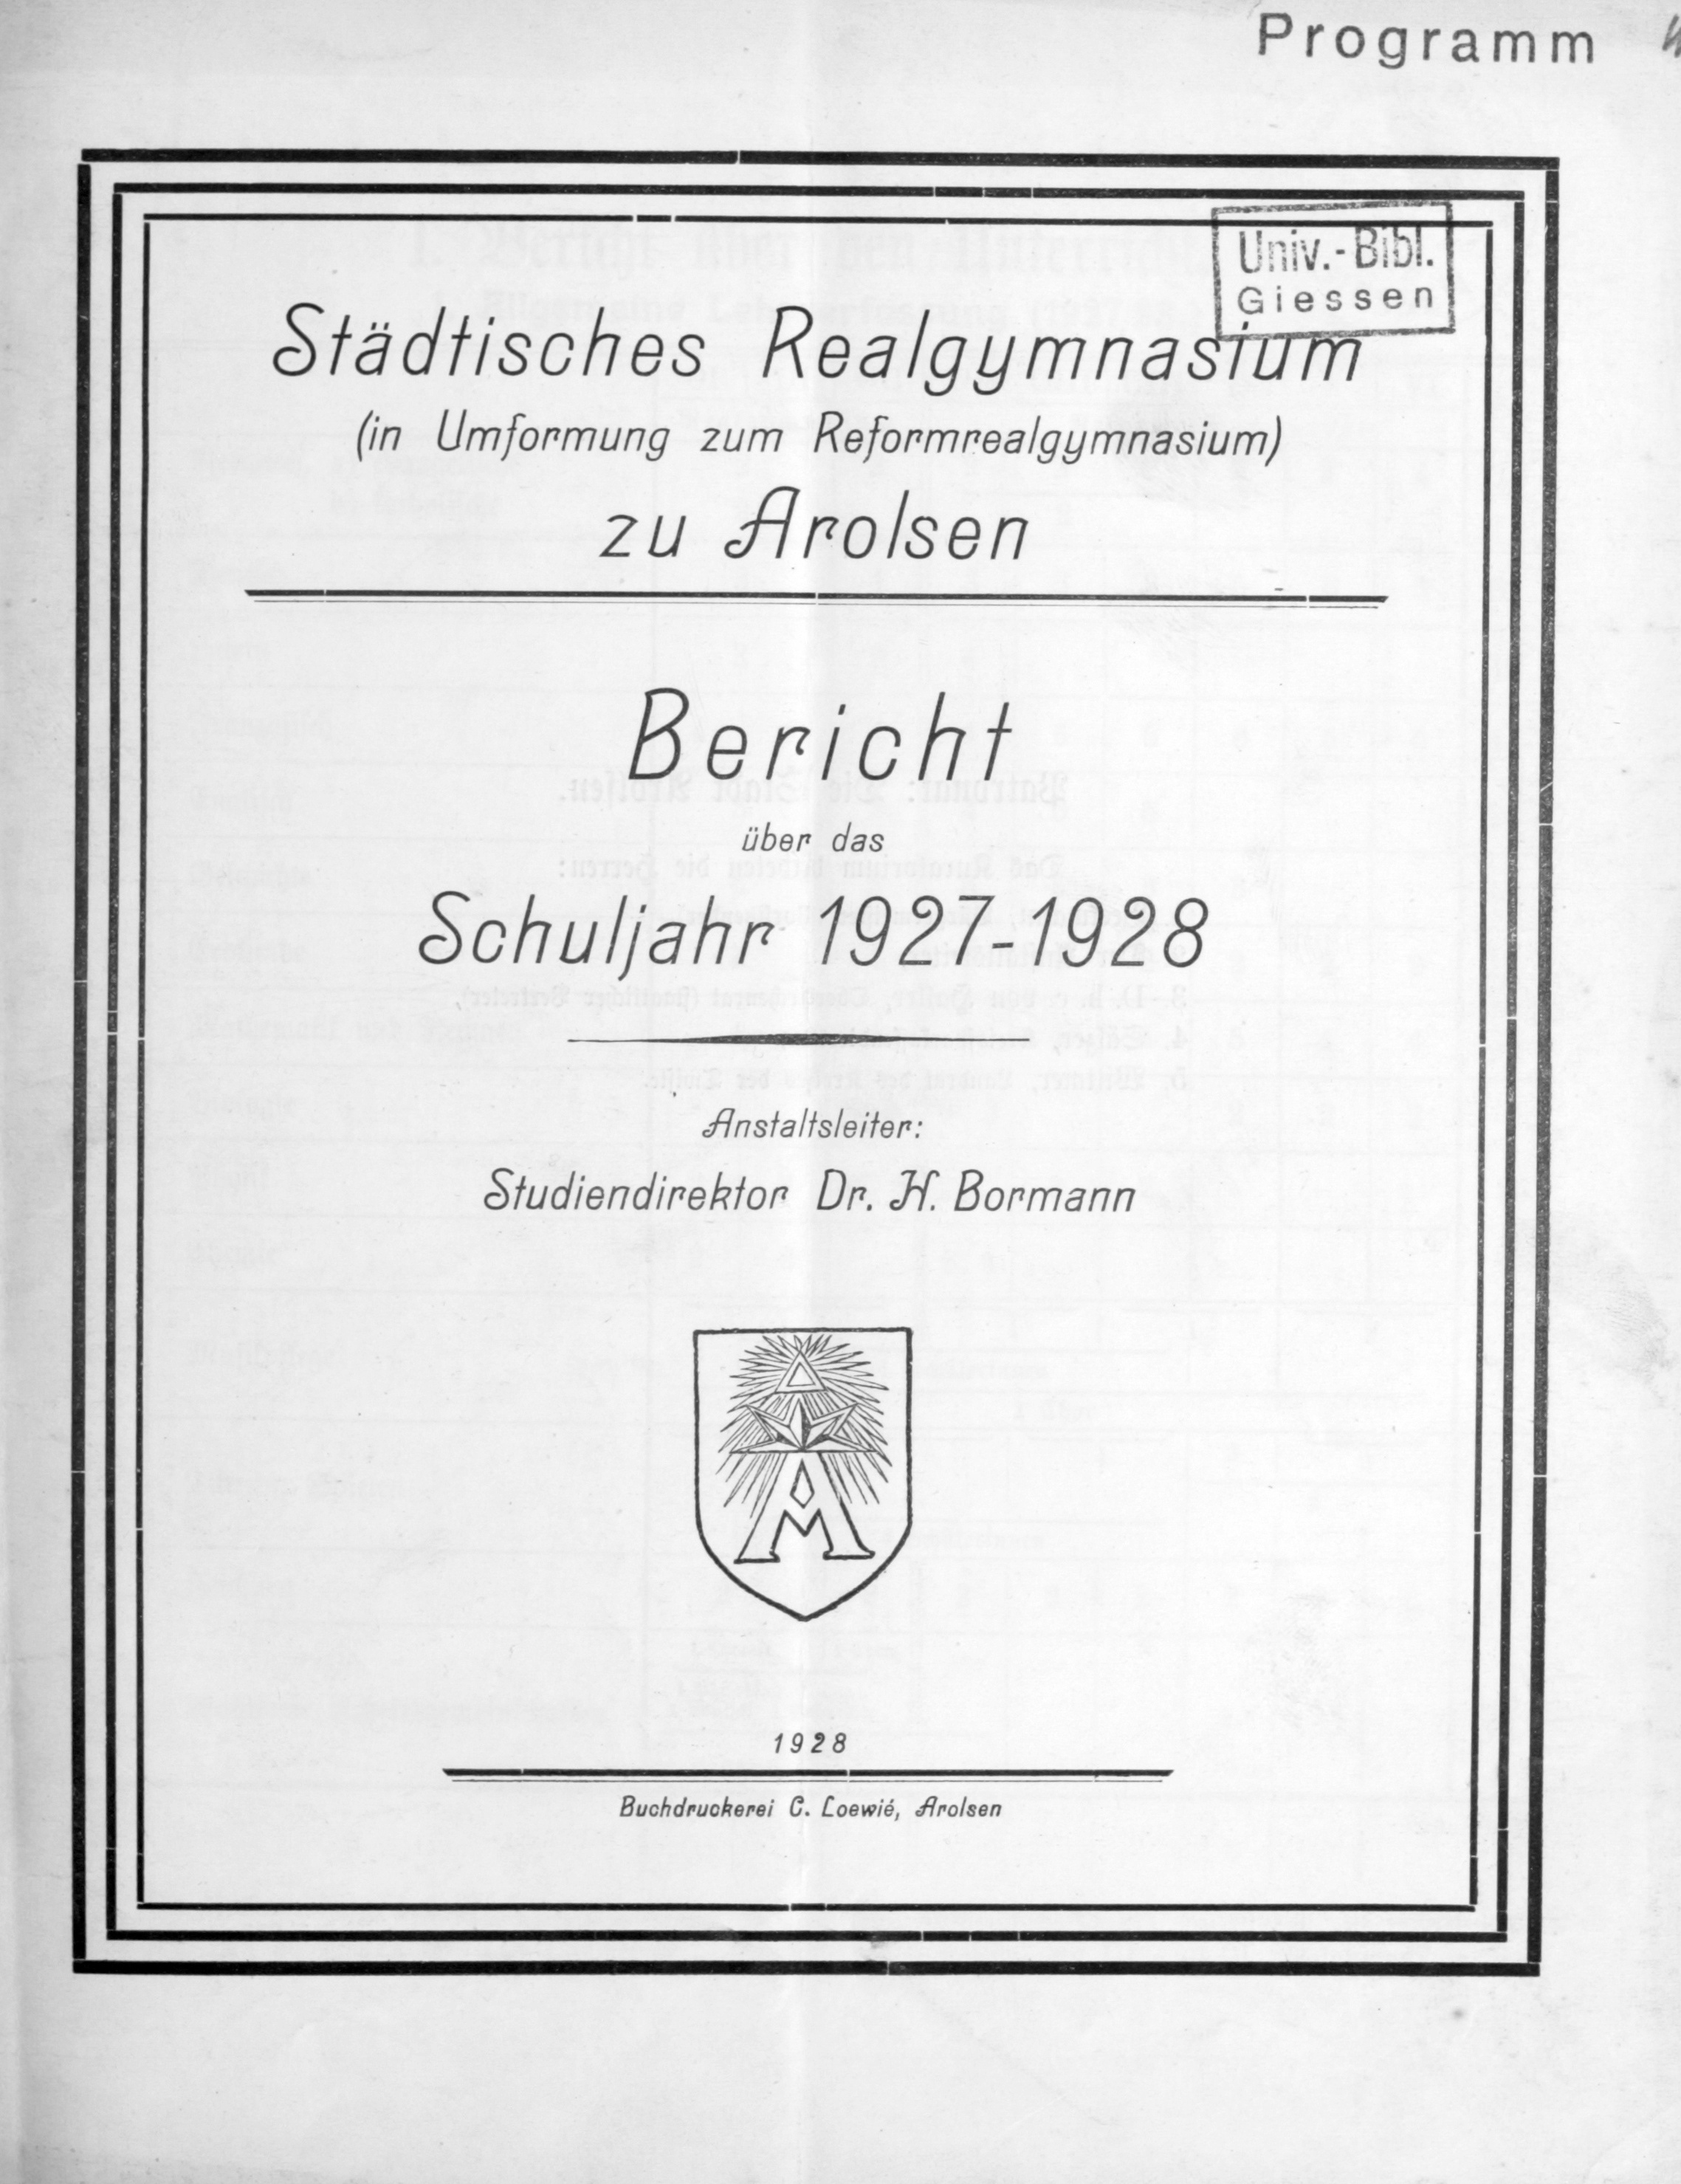 Programm
Univ.-Bibl.
Giessen
Städtisches Realgymnasium
(in Umformung zum Reformrealgymnasium)
zu Arolsen
Bericht
über das
Schuljahr 1927-1928
Anstaltsleiter:
Studiendirektor Dr. H. Bormann
A
1928
Buchdruckerei C. Loewié, Arolsen